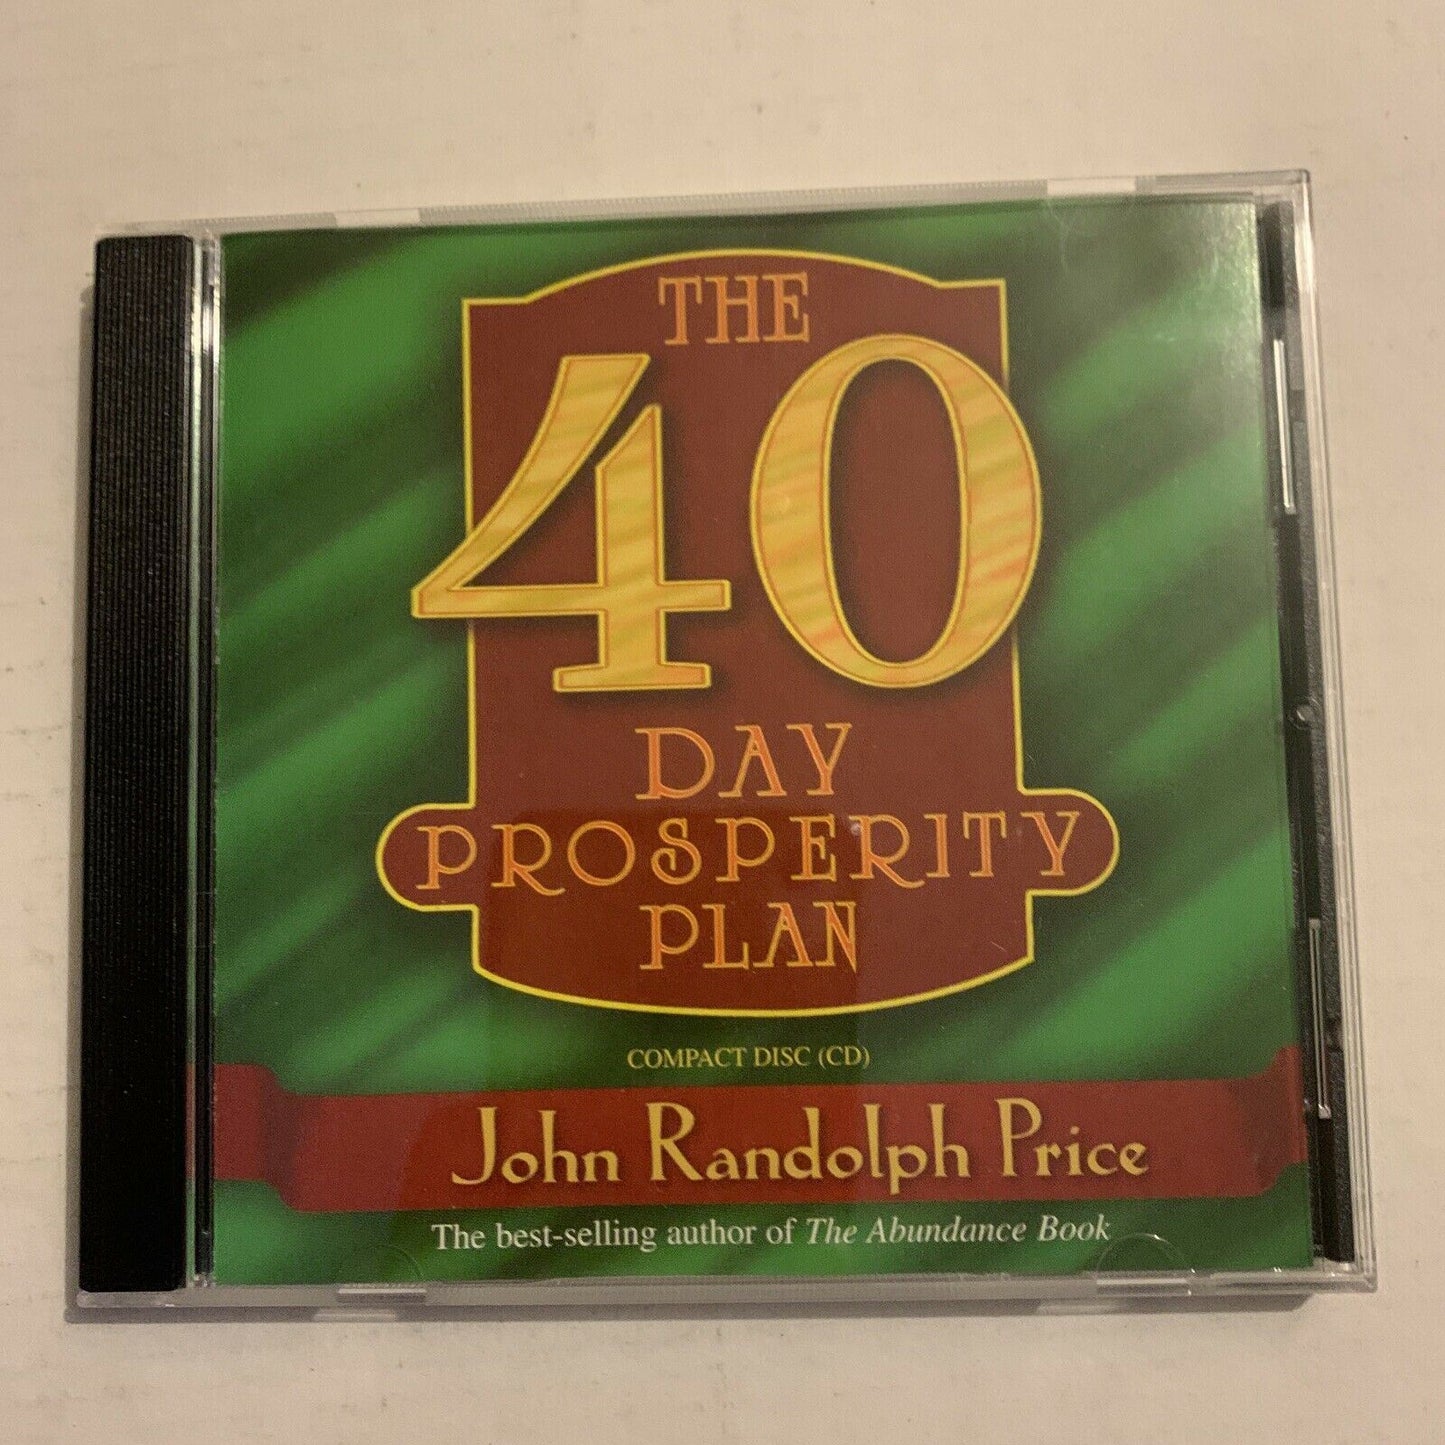 THE
40
DAY
PROSPERITY
PLAN
COMPACT DISC (CD)
John Randolph Price
The best-selling author of The Abundance Book